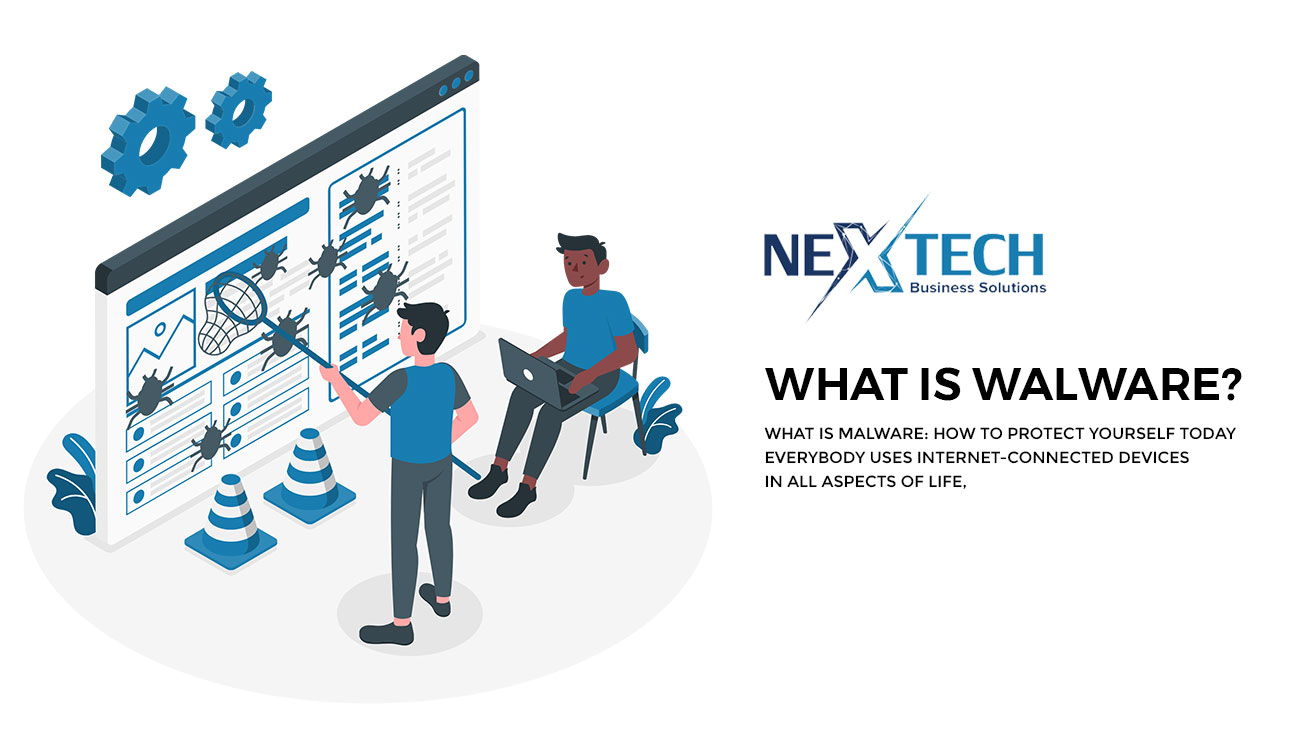 NEXTECH
Business Solutions
WHAT IS WALWARE?
WHAT IS MALWARE: HOW TO PROTECT YOURSELF TODAY
EVERYBODY USES INTERNET-CONNECTED DEVICES
IN ALL ASPECTS OF LIFE,